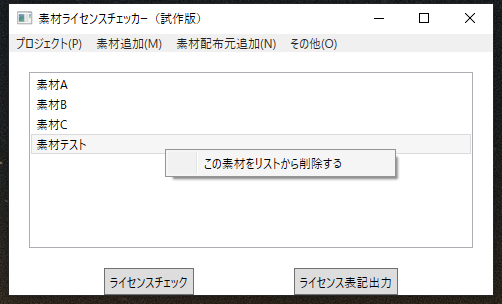 素材ライセンスチェッカー（試作版）
プロジェクト(P) 素材追加(M) 素材配布元追加(N) その他(O)
素材A
素材B
素材C
素材テスト
この素材をリストから削除する
ライセンスチェック ライセンス表記出力